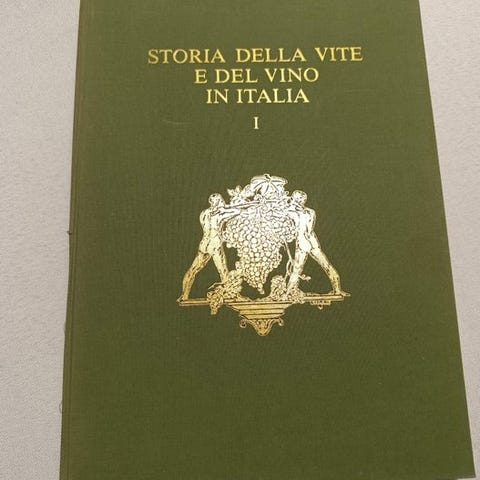 STORIA DELLA VITE
E DEL VINO
IN ITALIA
I